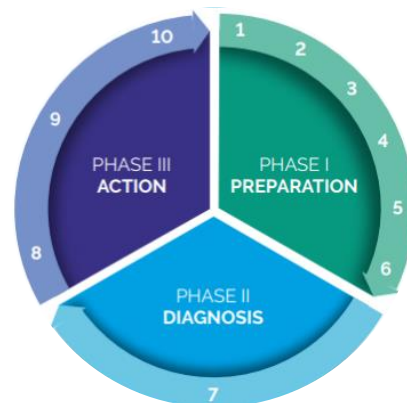 1
2
3
4
5
6
PHASE I
PREPARATION
PHASE II
DIAGNOSIS
7
8
9
10
PHASE III
ACTION